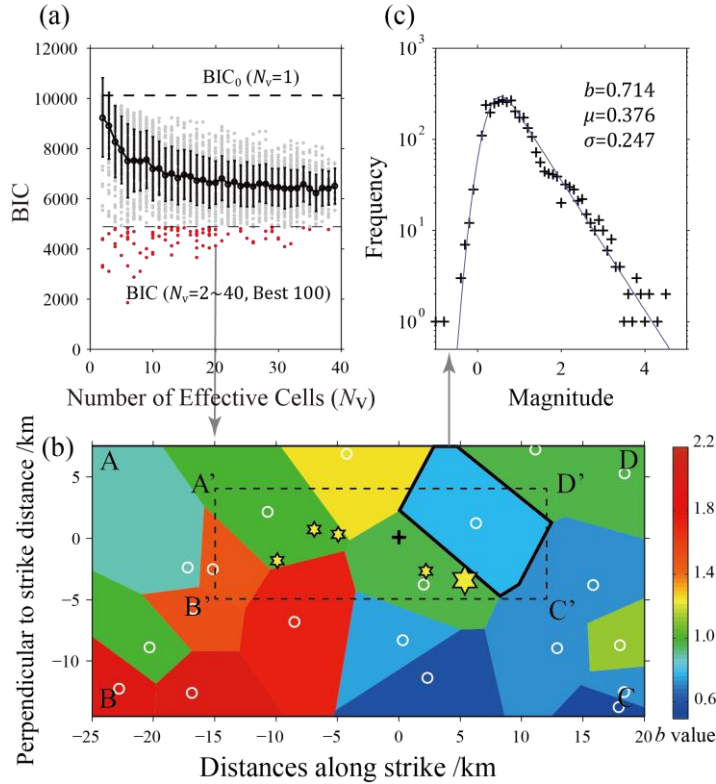 (a)
(c)
BIC₀ (Nᵥ=1)
BIC
12000
10000
8000
6000
4000
2000
0
BIC (Nᵥ=2~40, Best 100)
0 10 20 30 40
Number of Effective Cells (Nᵥ)
b=0.714
μ=0.376
σ=0.247
Frequency
10³
10²
10¹
10⁰
0 2 4
Magnitude
(b)
A
D
A’
D’
B’
C’
B
C
Perpendicular to strike distance /km
5
0
−5
−10
−25 −20 −15 −10 −5 0 5 10 15 20
Distances along strike /km
2.2
1.8
1.4
1.0
0.6
b value